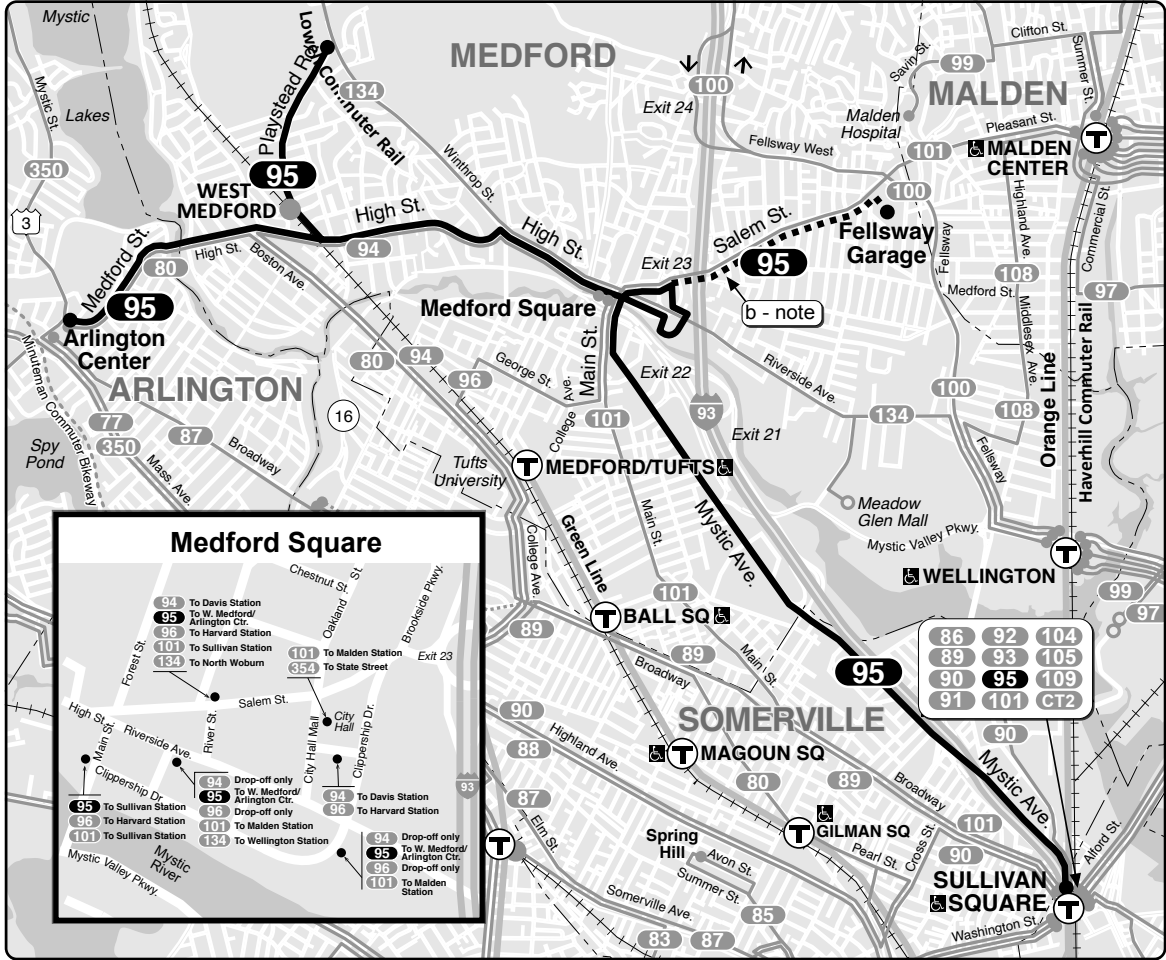 Mystic
Lakes
Mystic St.
350
3
Lowell Commuter Rail
Playstead Rd.
134
95
WEST
MEDFORD
MEDFORD
Winthrop St.
High St.
94
High St.
Medford St.
80
High St.
Boston Ave.
95
Arlington
Center
ARLINGTON
Minuteman Commuter Bikeway
Spy
Pond
77
350
87
Mass. Ave.
Broadway
16
80
94
96
George St.
College Ave.
Main St.
101
Medford Square
Exit 24
100
Fellsway West
Savin St.
99
Clifton St.
Summer St.
MALDEN
Malden
Hospital
Pleasant St.
101
MALDEN
CENTER
T
100
Salem St.
95
Fellsway
Garage
Exit 23
b - note
Fellsway
Highland Ave.
Commercial St.
108
Medford St.
97
Middlesex Ave.
Riverside Ave.
Exit 22
93
Exit 21
134
100
108
Fellsway
Orange Line
Haverhill Commuter Rail
Tufts
University
T
MEDFORD/TUFTS
Meadow
Glen Mall
Mystic Valley Pkwy.
T
WELLINGTON
99
97
Mystic Ave.
Main St.
Green Line
College Ave.
101
T
BALL SQ
89
89
Broadway
Main St.
95
86 92 104
89 93 105
90 95 109
91 101 CT2
90
SOMERVILLE
T
MAGOUN SQ
90
88
Highland Ave.
87
Elm St.
80
89
Broadway
Mystic Ave.
T
GILMAN SQ
101
Pearl St.
Cross St.
90
Alford St.
Spring
Hill
Avon St.
Summer St.
SULLIVAN
SQUARE
T
T
Somerville Ave.
85
83
87
Washington St.
Medford Square
Chestnut St.
Oakland St.
Brookside Pkwy.
94 To Davis Station
95 To W. Medford/
Arlington Ctr.
96 To Harvard Station
101 To Sullivan Station
134 To North Woburn
101 To Malden Station
354 To State Street
Exit 23
Forest St.
Salem St.
High St.
Main St.
Riverside Ave.
River St.
City Hall Mall
City
Hall
Clippership Dr.
Clippership Dr.
93
95 To Sullivan Station
96 To Harvard Station
101 To Sullivan Station
94 Drop-off only
95 To W. Medford/
Arlington Ctr.
96 Drop-off only
101 To Malden Station
134 To Wellington Station
94 To Davis Station
96 To Harvard Station
94 Drop-off only
95 To W. Medford/
Arlington Ctr.
96 Drop-off only
101 To Malden
Station
Mystic
River
Mystic Valley Pkwy.